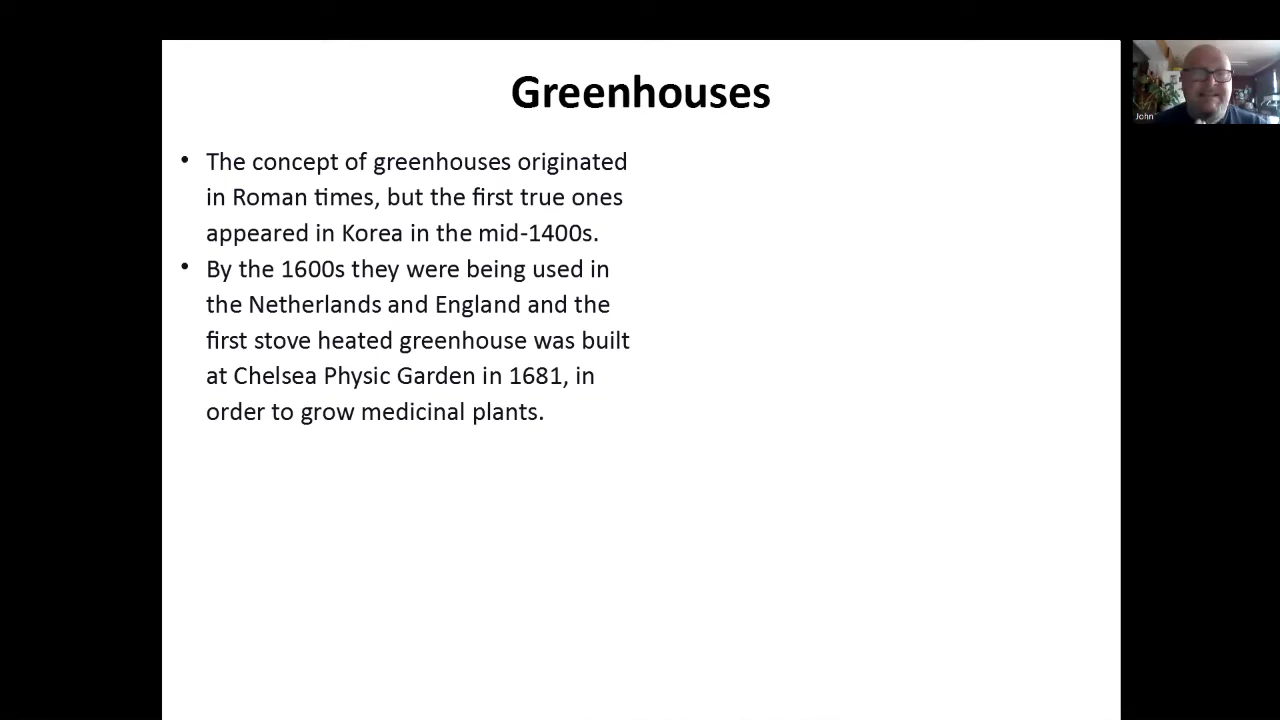 Greenhouses
• The concept of greenhouses originated
in Roman times, but the first true ones
appeared in Korea in the mid-1400s.
• By the 1600s they were being used in
the Netherlands and England and the
first stove heated greenhouse was built
at Chelsea Physic Garden in 1681, in
order to grow medicinal plants.
John